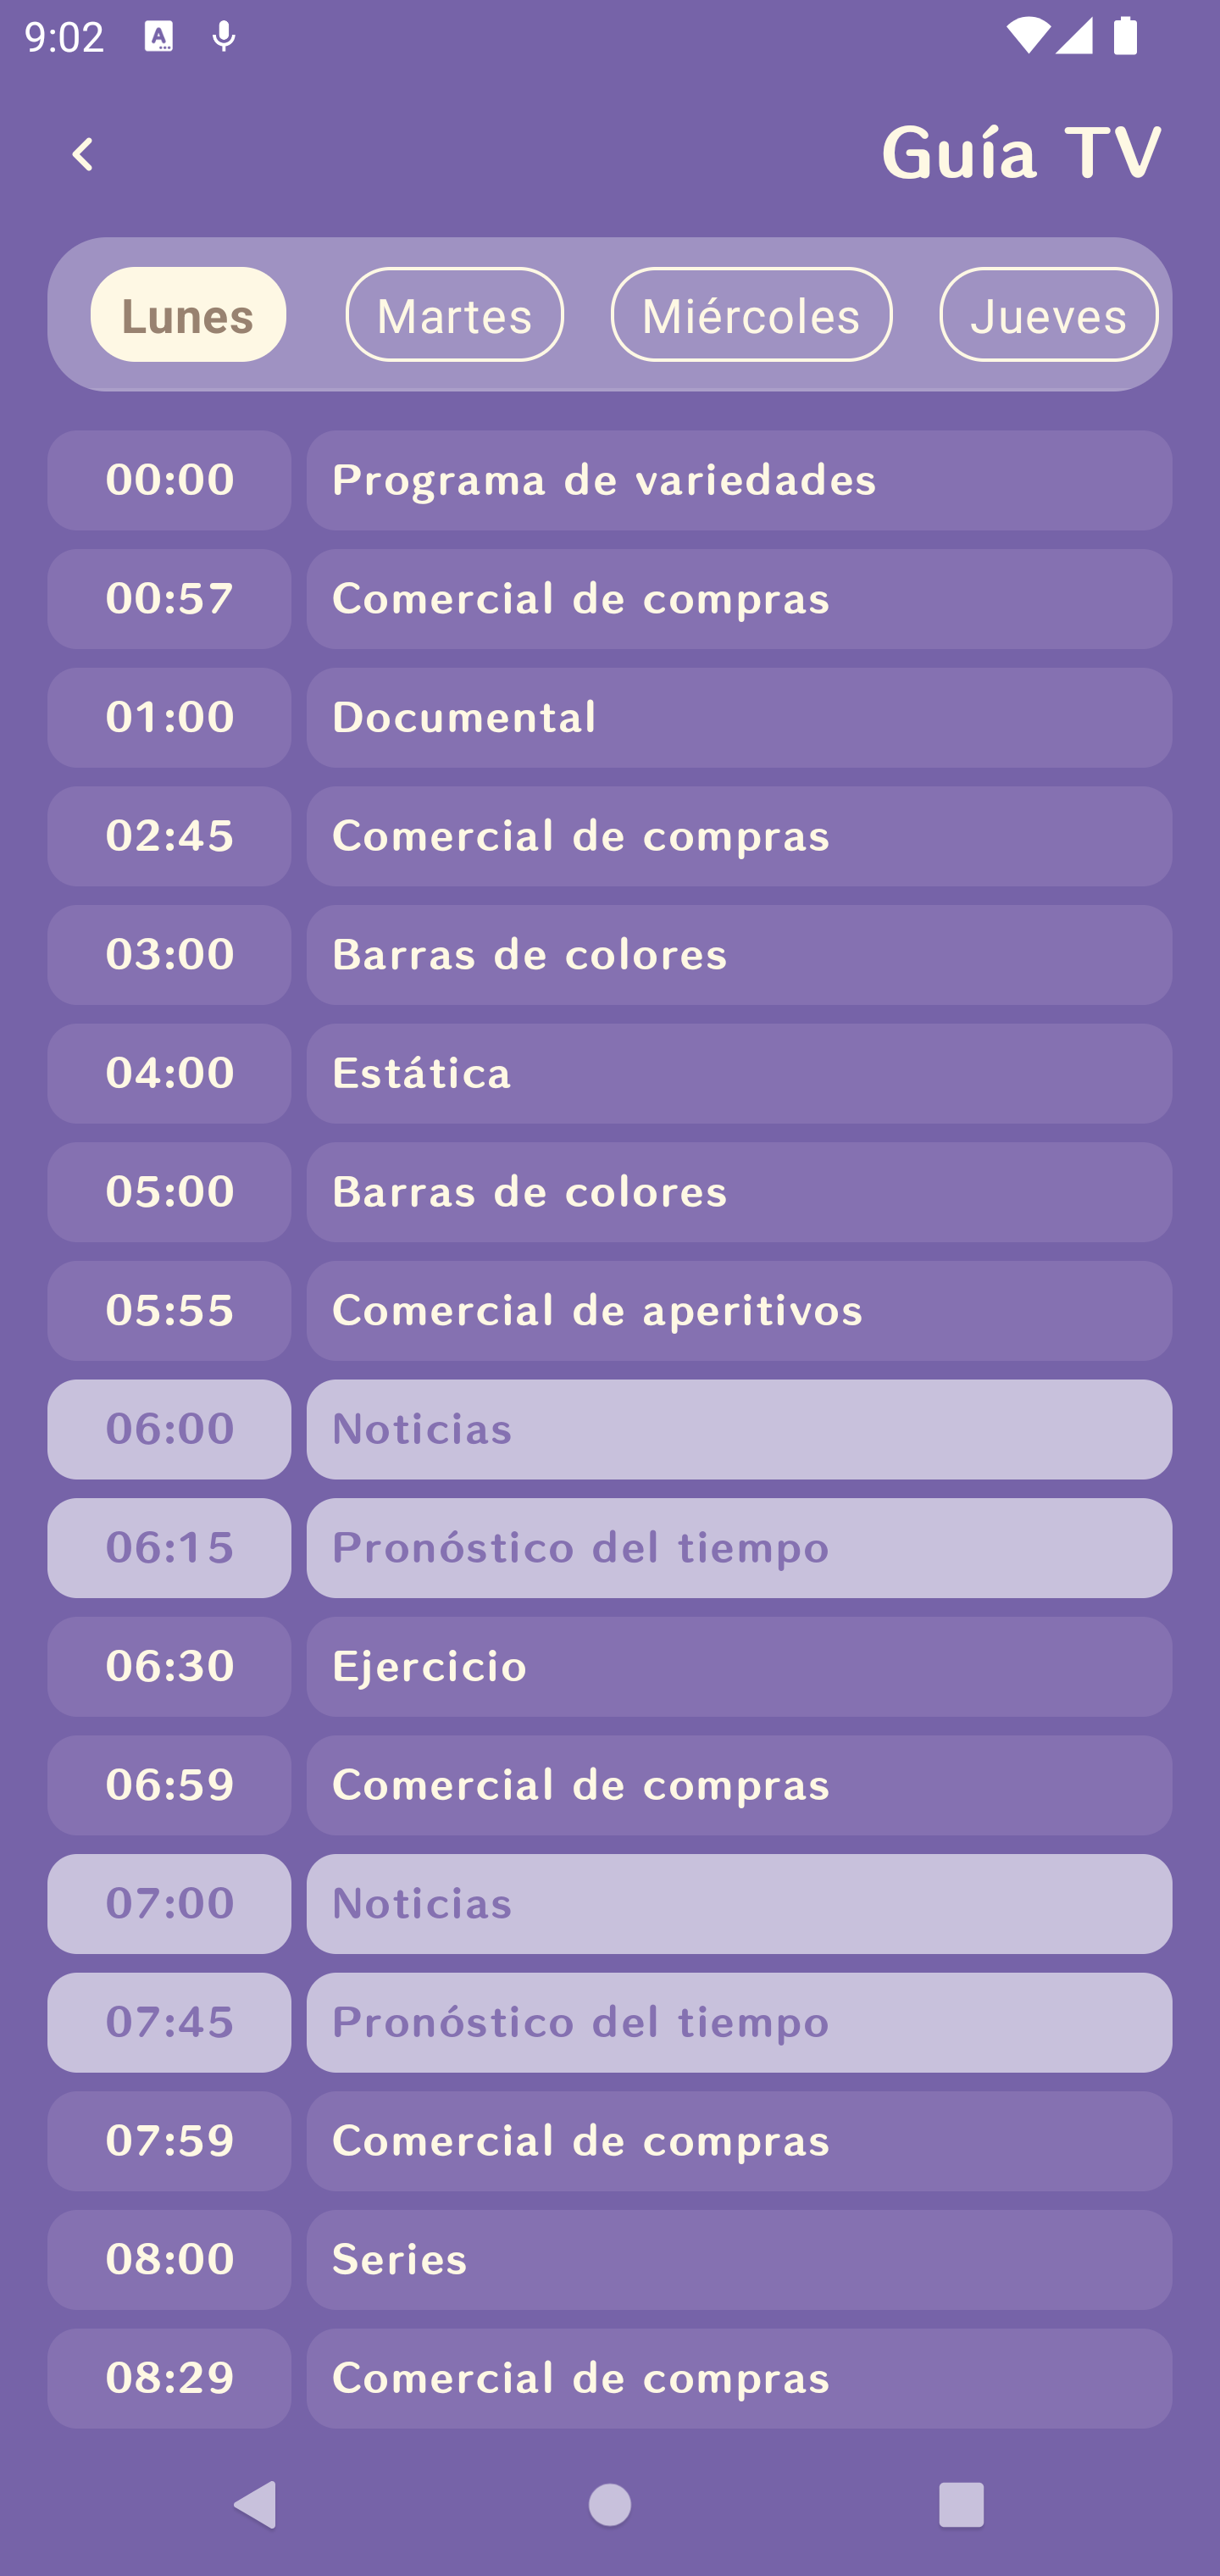 9:02
Guía TV
Lunes Martes Miércoles Jueves
00:00 Programa de variedades
00:57 Comercial de compras
01:00 Documental
02:45 Comercial de compras
03:00 Barras de colores
04:00 Estática
05:00 Barras de colores
05:55 Comercial de aperitivos
06:00 Noticias
06:15 Pronóstico del tiempo
06:30 Ejercicio
06:59 Comercial de compras
07:00 Noticias
07:45 Pronóstico del tiempo
07:59 Comercial de compras
08:00 Series
08:29 Comercial de compras